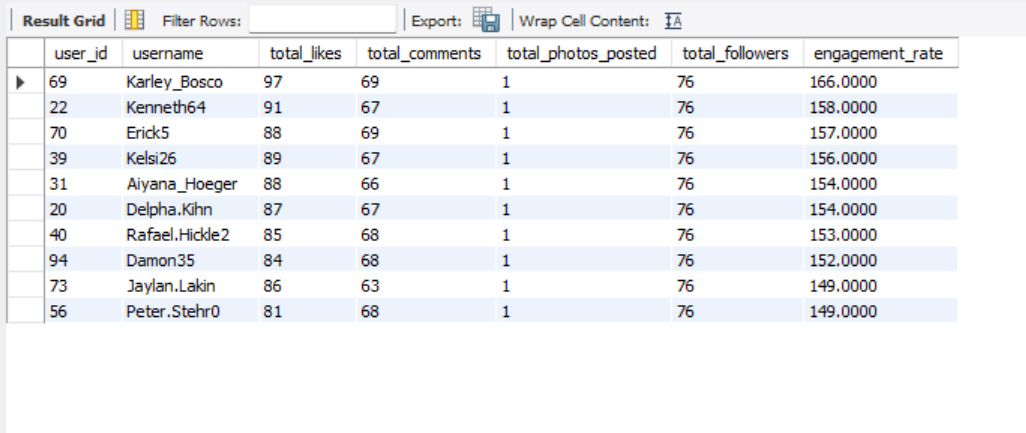 Result Grid Filter Rows: Export: Wrap Cell Content: IA
user_id username total_likes total_comments total_photos_posted total_followers engagement_rate
69 Karley_Bosco 97 69 1 76 166.0000
22 Kenneth64 91 67 1 76 158.0000
70 Erick5 88 69 1 76 157.0000
39 Kelsi26 89 67 1 76 156.0000
31 Aiyana_Hoeger 88 66 1 76 154.0000
20 Delpha.Kihn 87 67 1 76 154.0000
40 Rafael.Hickle2 85 68 1 76 153.0000
94 Damon35 84 68 1 76 152.0000
73 Jaylan.Lakin 86 63 1 76 149.0000
56 Peter.Stehr0 81 68 1 76 149.0000